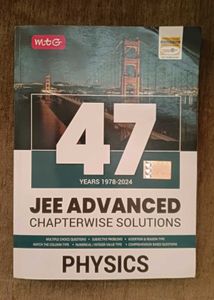 mtG
47
YEARS 1978-2024
JEE ADVANCED
CHAPTERWISE SOLUTIONS
MULTIPLE CHOICE QUESTIONS • SUBJECTIVE PROBLEMS • ASSERTION & REASON TYPE
MATCH THE COLUMN TYPE • NUMERICAL / INTEGER VALUE TYPE • COMPREHENSION BASED QUESTIONS
PHYSICS